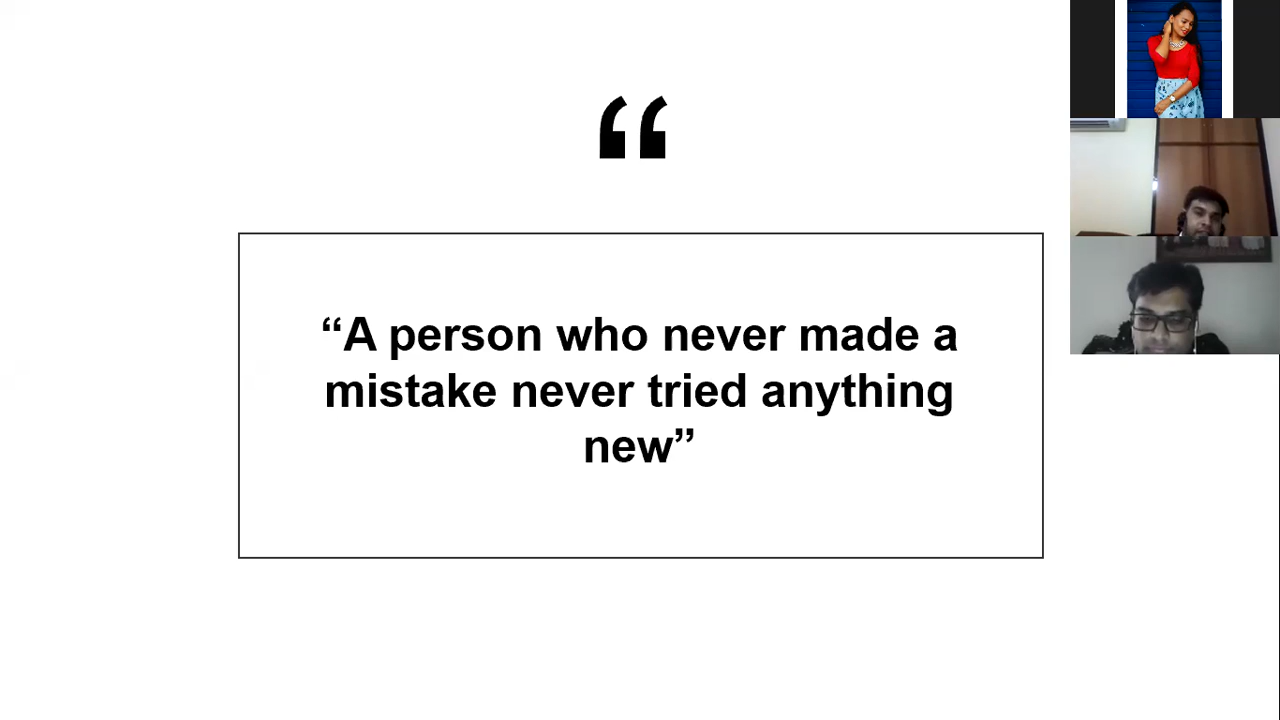 “
“A person who never made a
mistake never tried anything
new”